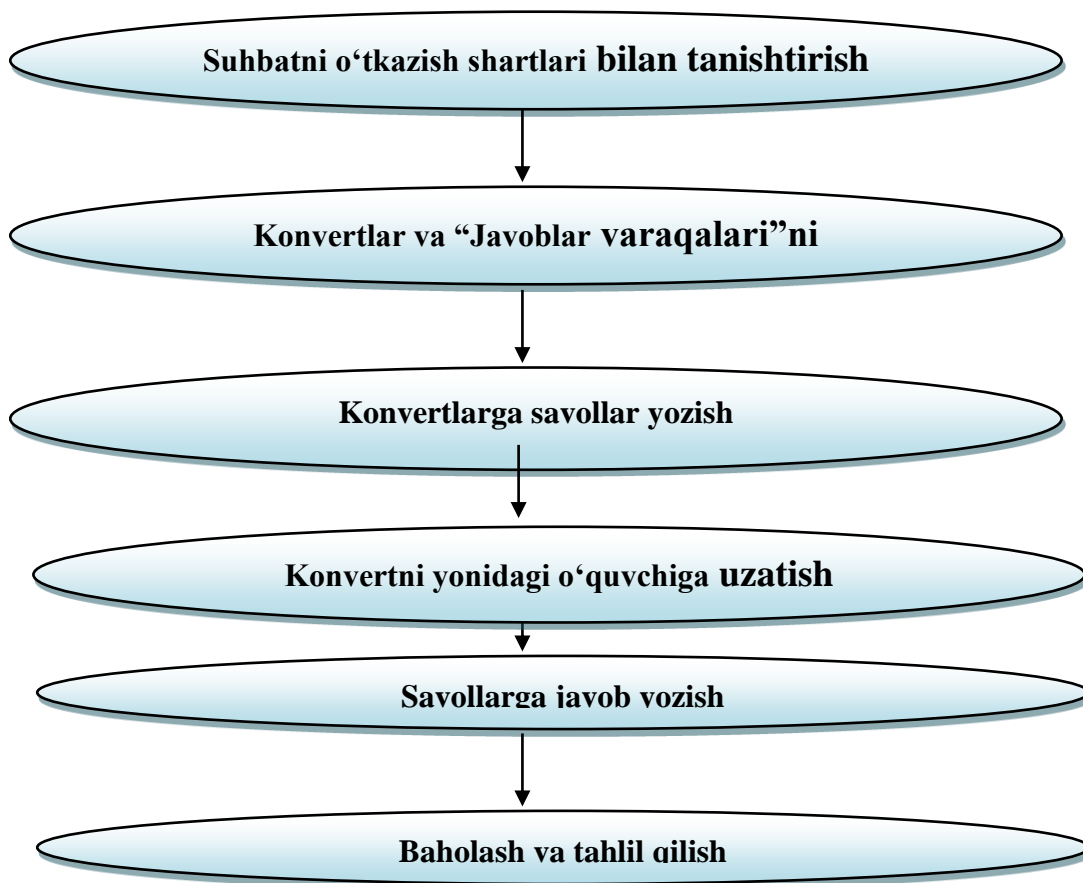 Suhbatni o‘tkazish shartlari bilan tanishtirish
Konvertlar va “Javoblar varaqalari”ni
Konvertlarga savollar yozish
Konvertni yonidagi o‘quvchiga uzatish
Savollarga javob yozish
Baholash va tahlil qilish